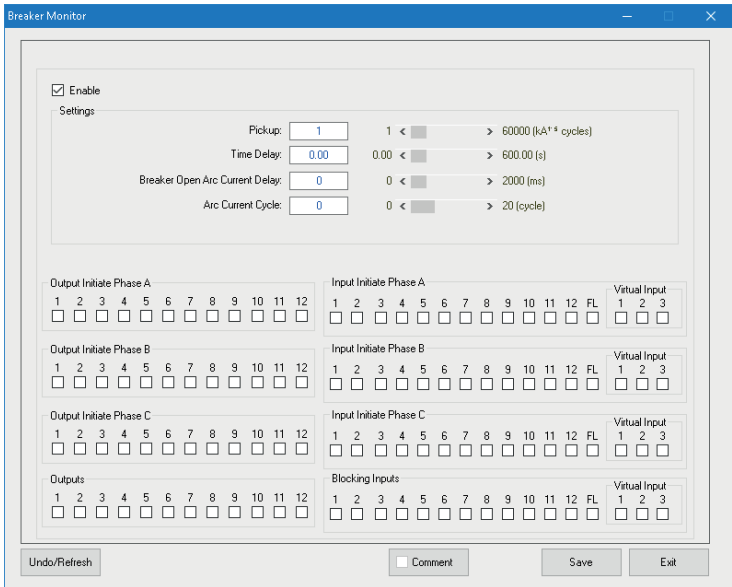 Breaker Monitor
Enable
Settings
Pickup: 1 1 < > 60000 (kA⁺ˢ cycles)
Time Delay: 0.00 0.00 < > 600.00 (s)
Breaker Open Arc Current Delay: 0 0 < > 2000 (ms)
Arc Current Cycle: 0 0 < > 20 (cycle)
Output Initiate Phase A
1 2 3 4 5 6 7 8 9 10 11 12
Input Initiate Phase A
Virtual Input
1 2 3 4 5 6 7 8 9 10 11 12 FL 1 2 3
Output Initiate Phase B
1 2 3 4 5 6 7 8 9 10 11 12
Input Initiate Phase B
Virtual Input
1 2 3 4 5 6 7 8 9 10 11 12 FL 1 2 3
Output Initiate Phase C
1 2 3 4 5 6 7 8 9 10 11 12
Input Initiate Phase C
Virtual Input
1 2 3 4 5 6 7 8 9 10 11 12 FL 1 2 3
Outputs
1 2 3 4 5 6 7 8 9 10 11 12
Blocking Inputs
Virtual Input
1 2 3 4 5 6 7 8 9 10 11 12 FL 1 2 3
Undo/Refresh Comment Save Exit